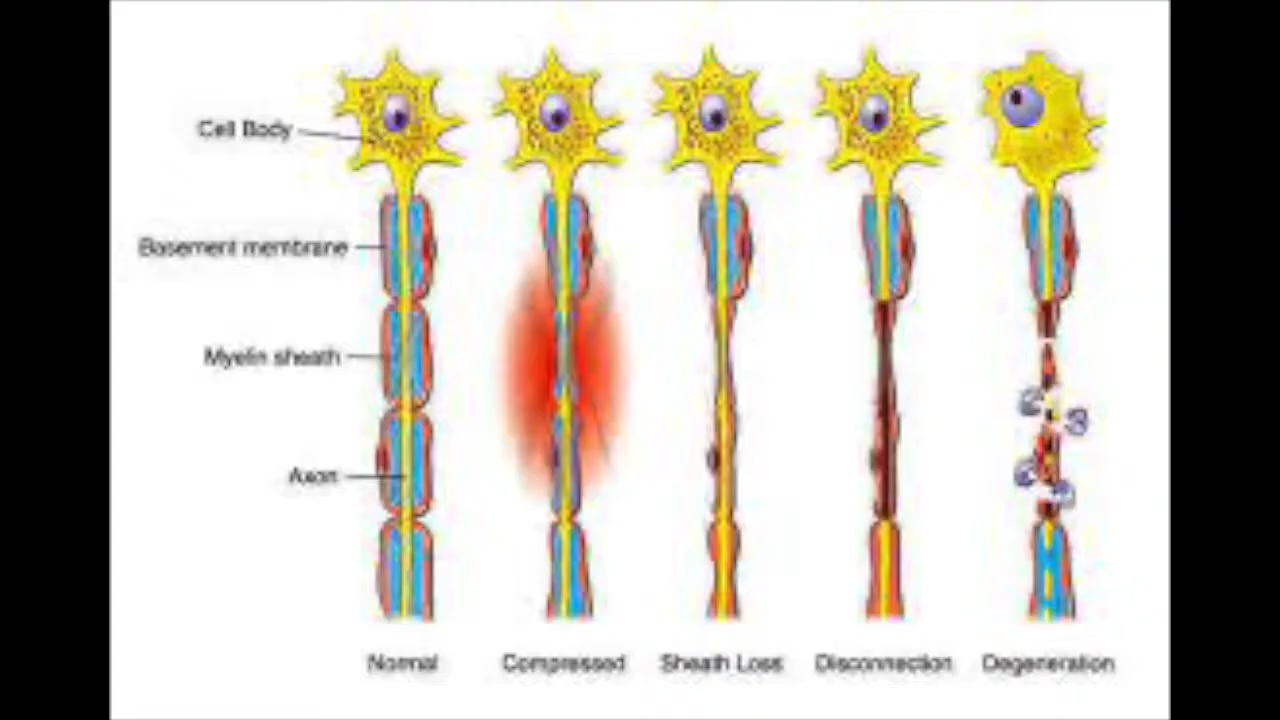 Cell Body
Basement membrane
Myelin sheath
Axon
Normal
Compressed
Sheath Loss
Disconnection
Degeneration